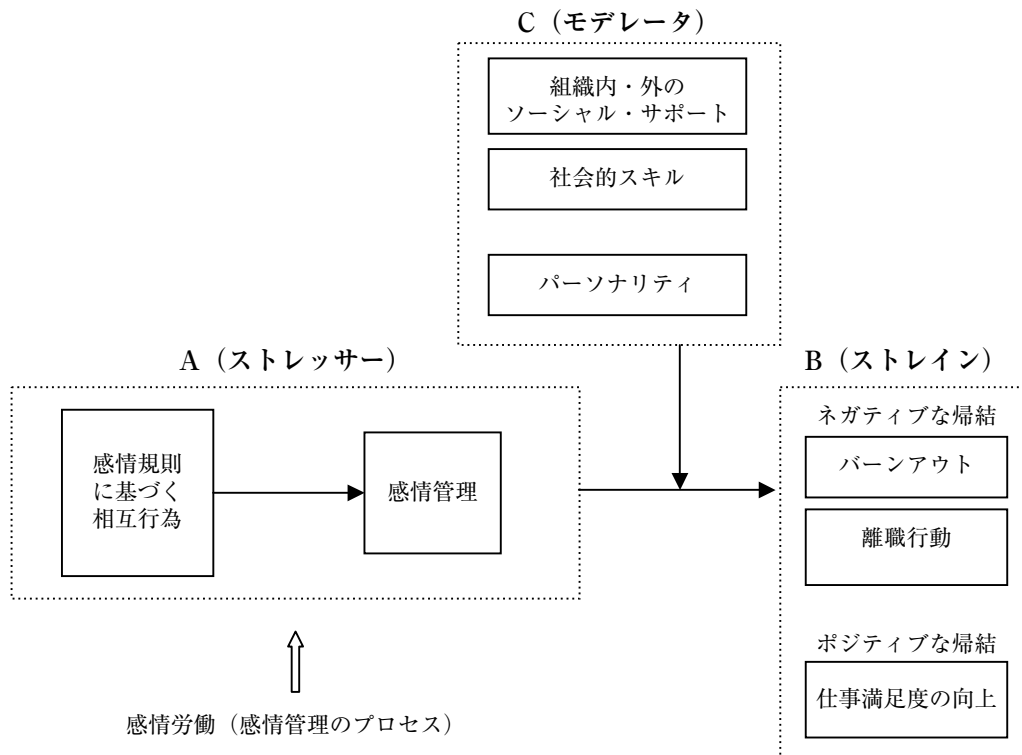 C（モデレータ）
組織内・外の
ソーシャル・サポート
社会的スキル
パーソナリティ
A（ストレッサー）
感情規則
に基づく
相互行為
感情管理
B（ストレイン）
ネガティブな帰結
バーンアウト
離職行動
ポジティブな帰結
仕事満足度の向上
感情労働（感情管理のプロセス）